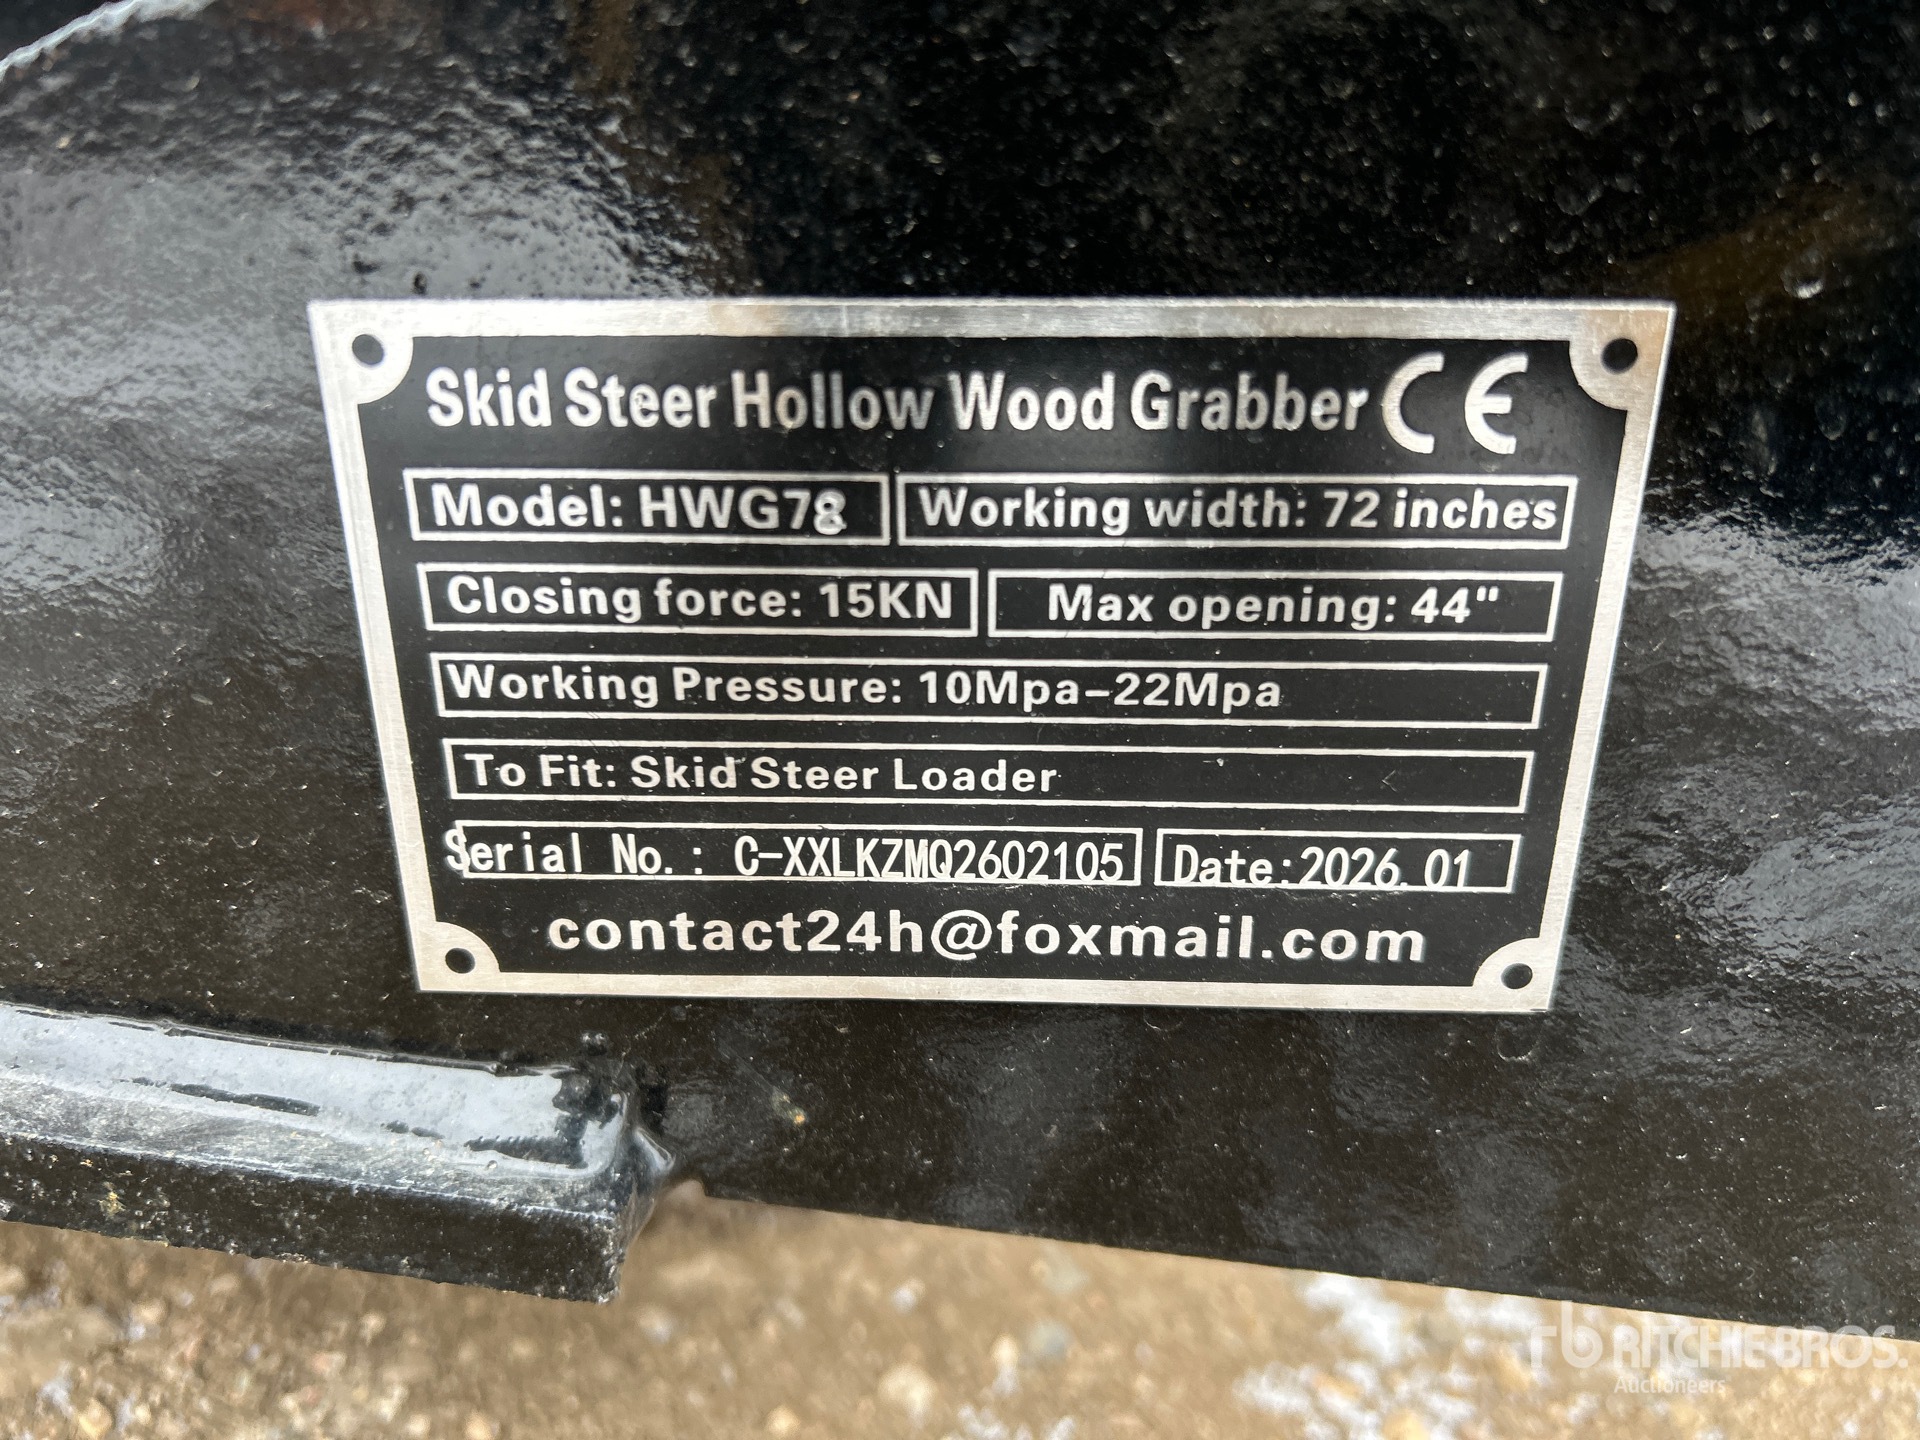 Skid Steer Hollow Wood Grabber CE
Model: HWG78 Working width: 72 inches
Closing force: 15KN Max opening: 44"
Working Pressure: 10Mpa-22Mpa
To Fit: Skid Steer Loader
Serial No.: C-XXLKZMQ2602105 Date:2026.01
contact24h@foxmail.com
rb RITCHIE BROS.
Auctioneers